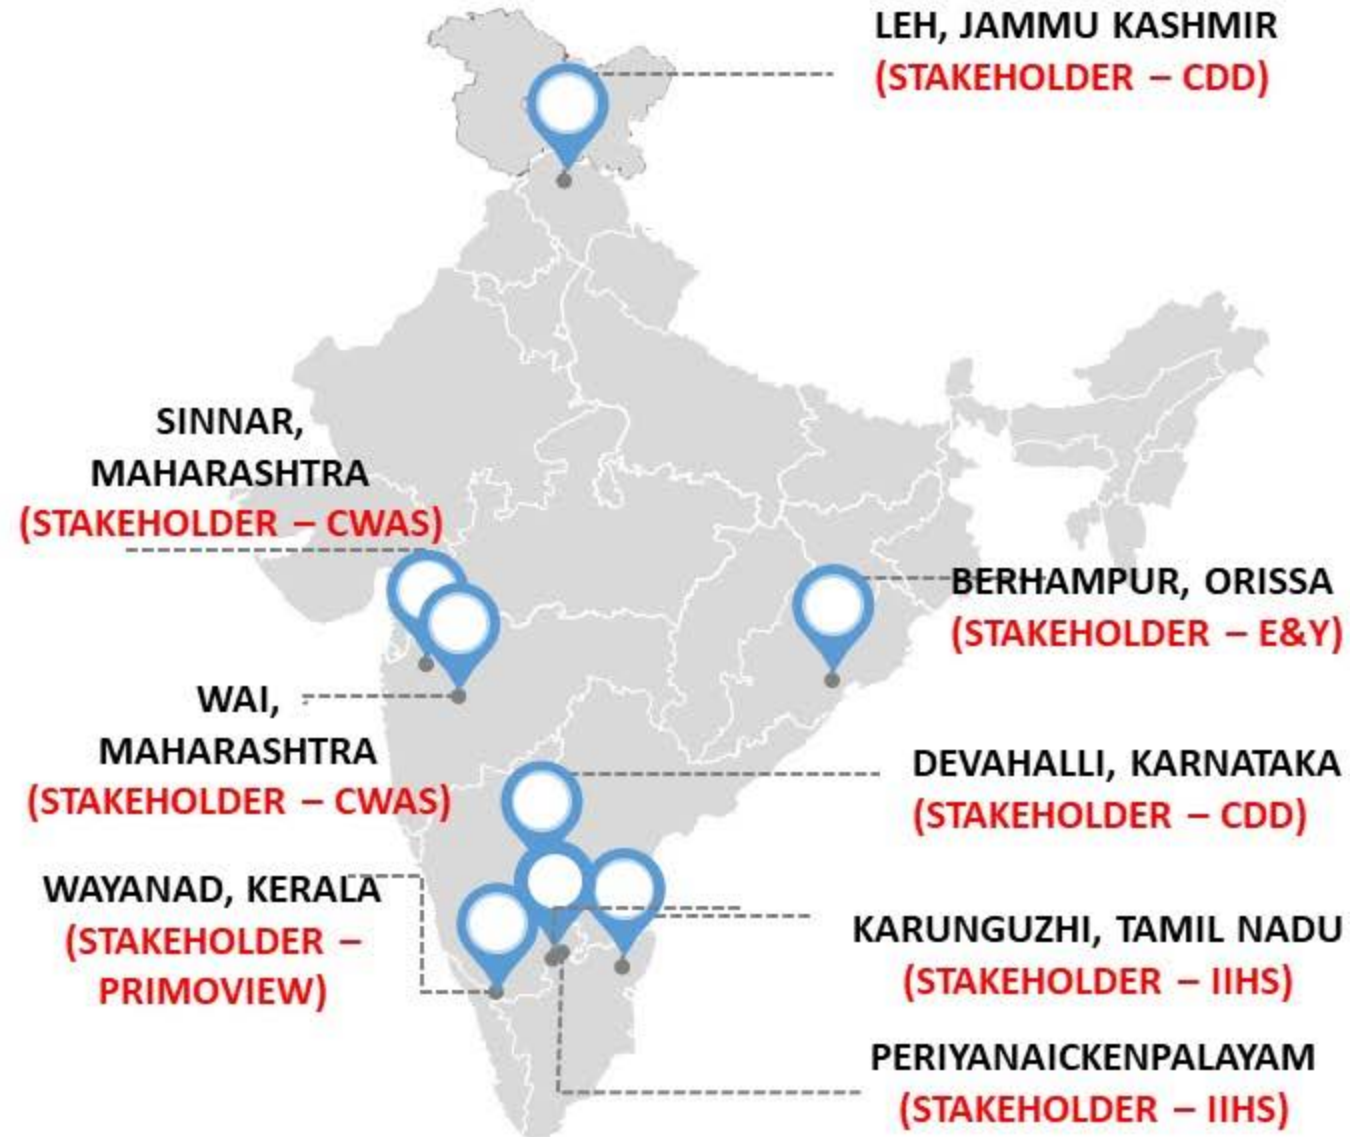 LEH, JAMMU KASHMIR
(STAKEHOLDER – CDD)
SINNAR,
MAHARASHTRA
(STAKEHOLDER – CWAS)
BERHAMPUR, ORISSA
(STAKEHOLDER – E&Y)
WAI,
MAHARASHTRA
(STAKEHOLDER – CWAS)
DEVAHALLI, KARNATAKA
(STAKEHOLDER – CDD)
WAYANAD, KERALA
(STAKEHOLDER –
PRIMOVIEW)
KARUNGUZHI, TAMIL NADU
(STAKEHOLDER – IIHS)
PERIYANAICKENPALAYAM
(STAKEHOLDER – IIHS)